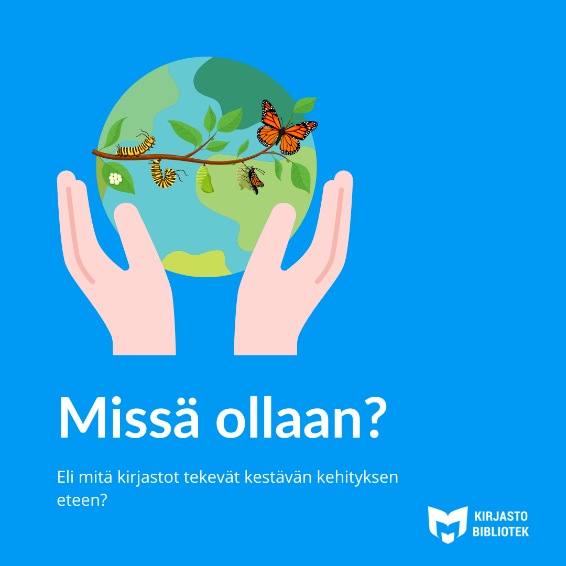 Missä ollaan?
Eli mitä kirjastot tekevät kestävän kehityksen
eteen?
KIRJASTO
BIBLIOTEK